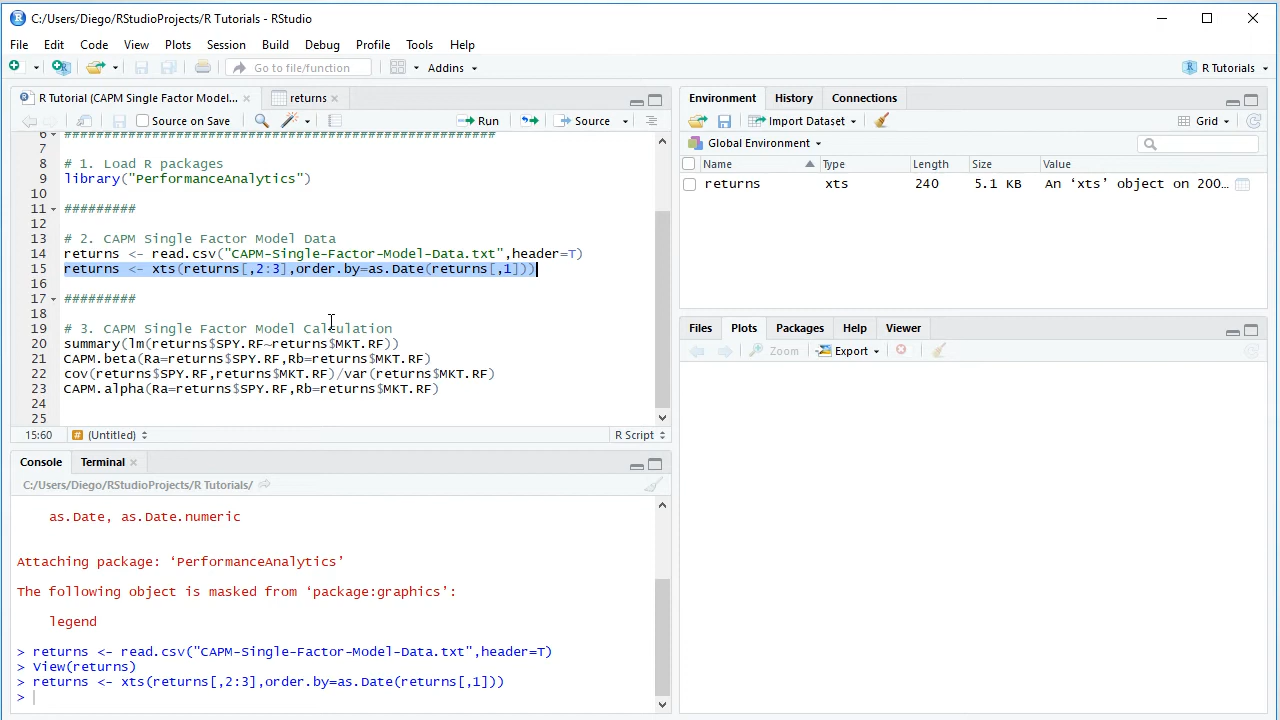 C:/Users/Diego/RStudioProjects/R Tutorials - RStudio
File Edit Code View Plots Session Build Debug Profile Tools Help
Go to file/function Addins R Tutorials
R Tutorial (CAPM Single Factor Model... returns
Source on Save Run Source
6 ######################################################
7
8 # 1. Load R packages
9 library("PerformanceAnalytics")
10
11 #########
12
13 # 2. CAPM Single Factor Model Data
14 returns <- read.csv("CAPM-Single-Factor-Model-Data.txt",header=T)
15 returns <- xts(returns[,2:3],order.by=as.Date(returns[,1]))
16
17 #########
18
19 # 3. CAPM Single Factor Model Calculation
20 summary(lm(returns$SPY.RF~returns$MKT.RF))
21 CAPM.beta(Ra=returns$SPY.RF,Rb=returns$MKT.RF)
22 cov(returns$SPY.RF,returns$MKT.RF)/var(returns$MKT.RF)
23 CAPM.alpha(Ra=returns$SPY.RF,Rb=returns$MKT.RF)
24
25
15:60 # (Untitled) R Script
Console Terminal
C:/Users/Diego/RStudioProjects/R Tutorials/
as.Date, as.Date.numeric
Attaching package: ‘PerformanceAnalytics’
The following object is masked from ‘package:graphics’:
legend
> returns <- read.csv("CAPM-Single-Factor-Model-Data.txt",header=T)
> View(returns)
> returns <- xts(returns[,2:3],order.by=as.Date(returns[,1]))
>
Environment History Connections
Import Dataset Grid
Global Environment
Name Type Length Size Value
returns xts 240 5.1 KB An ‘xts’ object on 200…
Files Plots Packages Help Viewer
Zoom Export